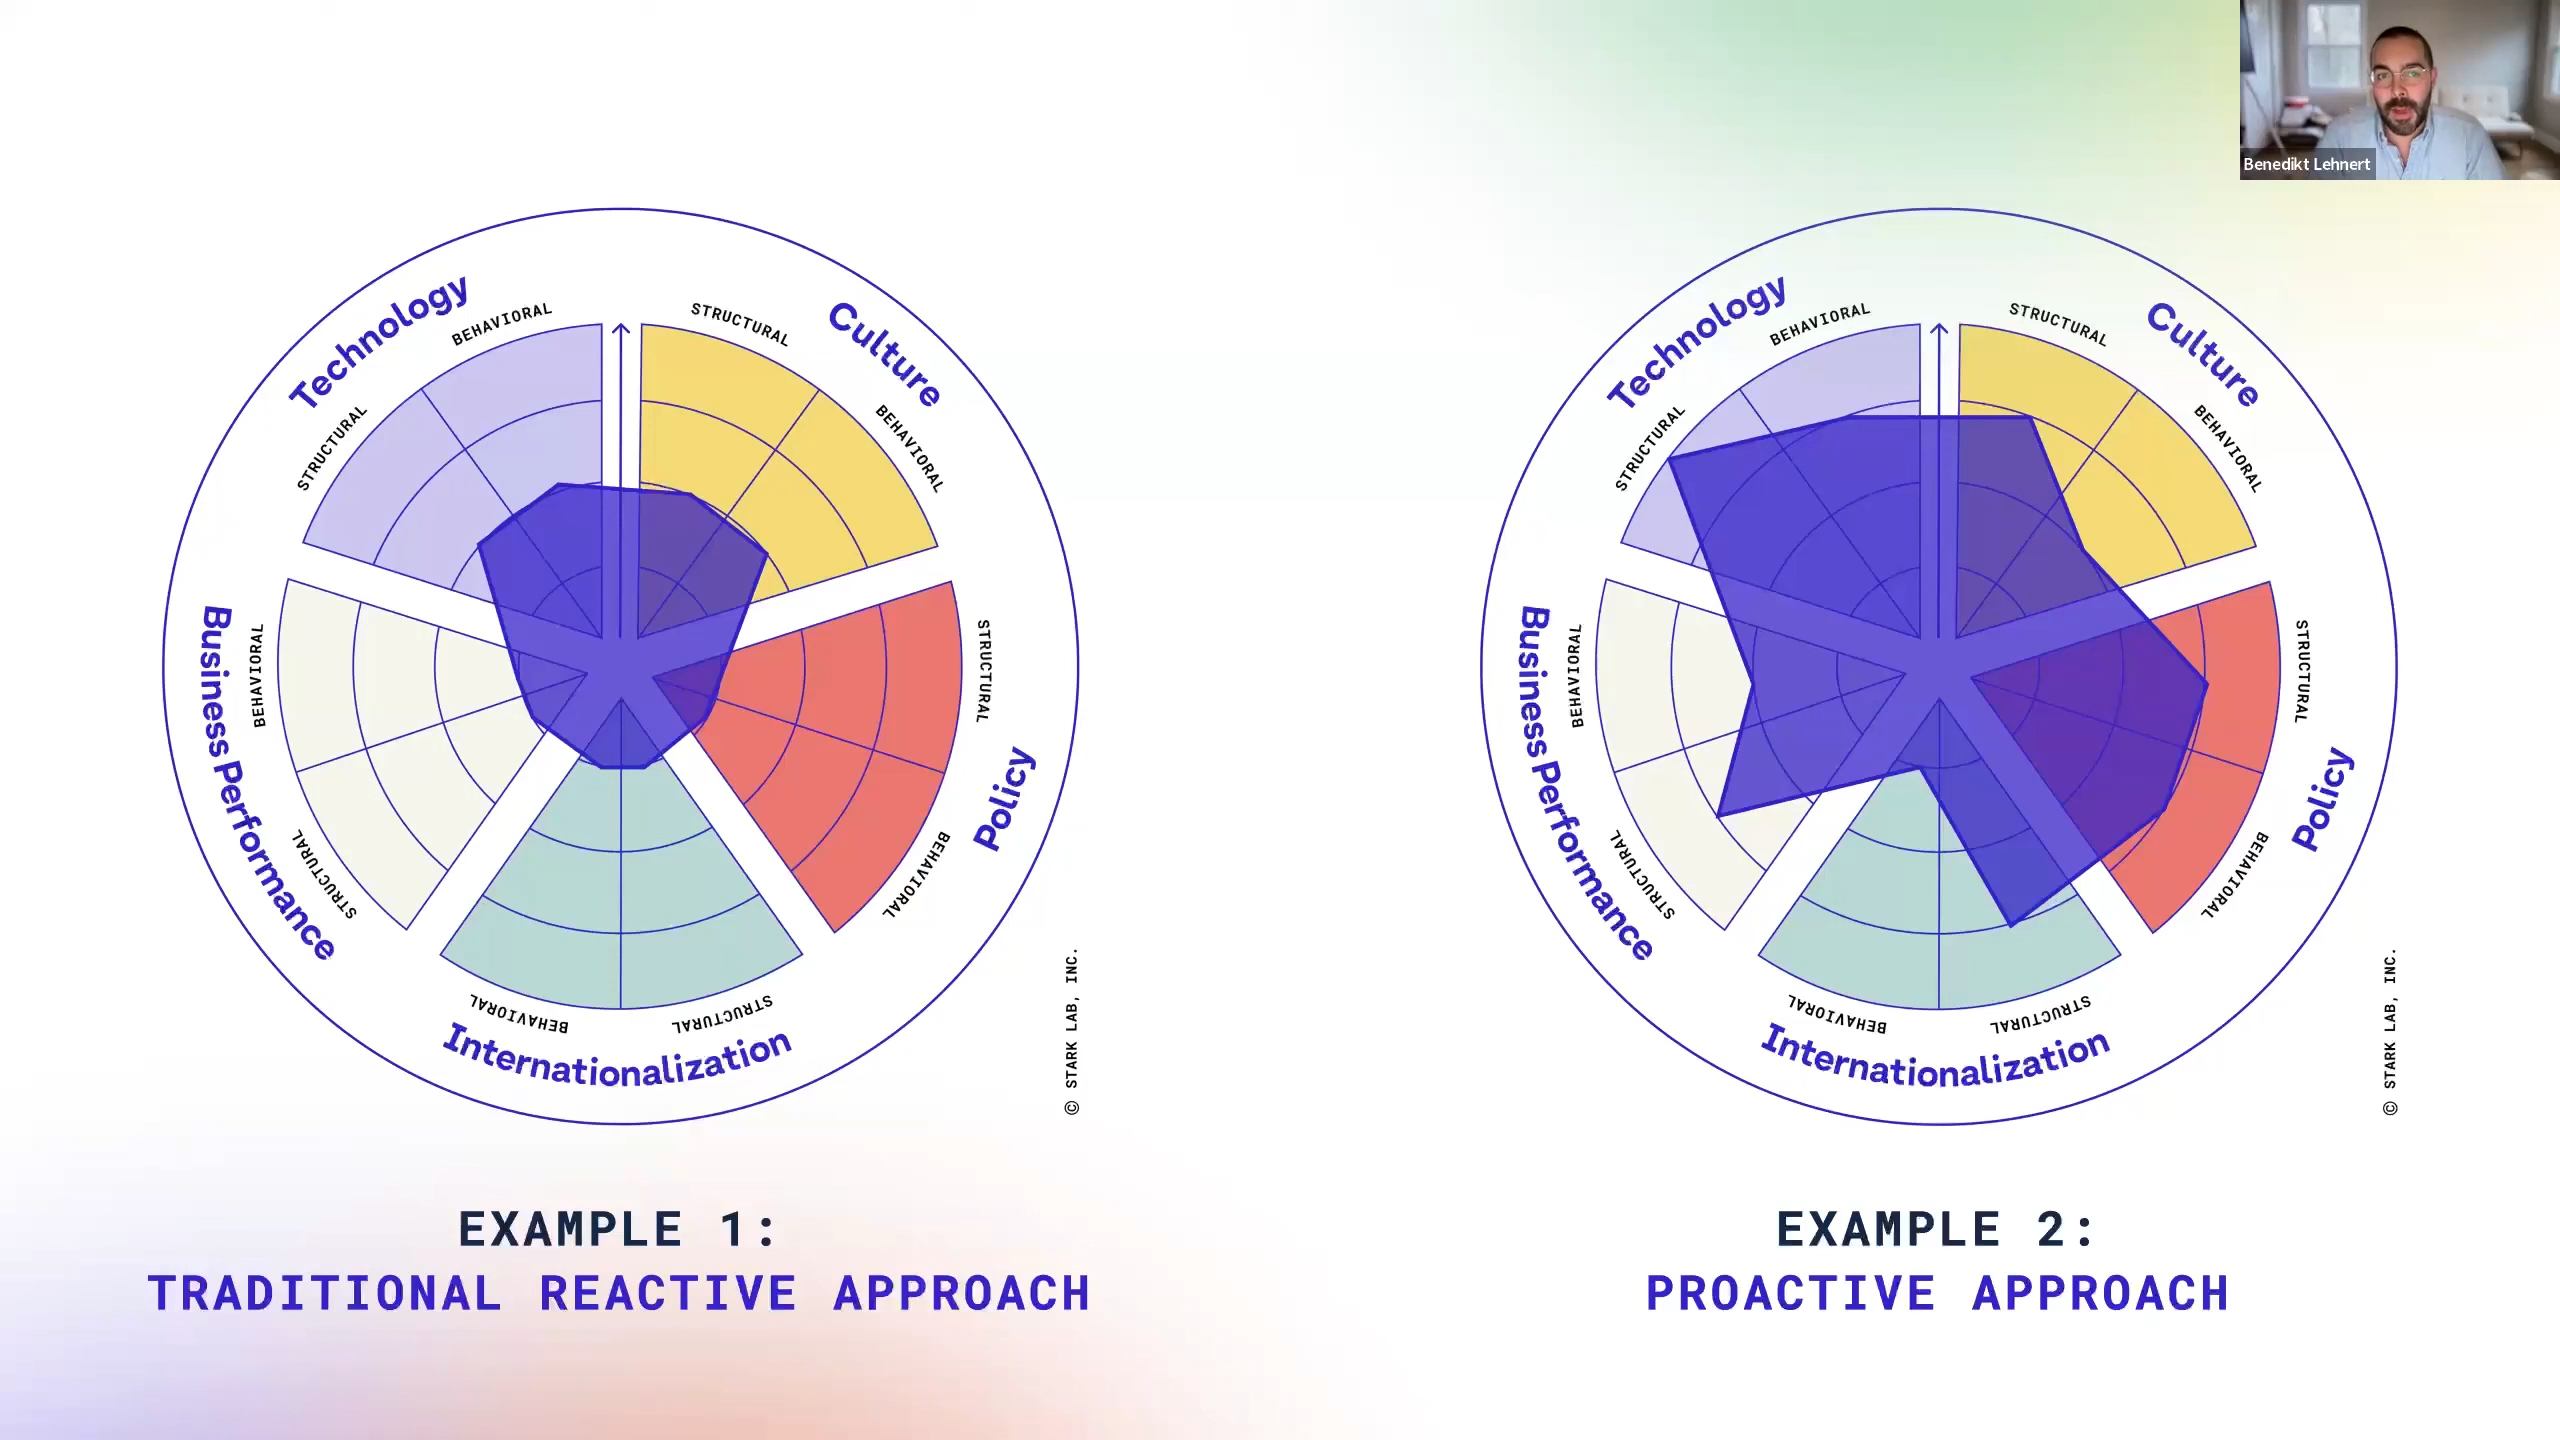 Benedikt Lehnert
Technology
BEHAVIORAL
STRUCTURAL
Culture
STRUCTURAL
BEHAVIORAL
Policy
STRUCTURAL
BEHAVIORAL
Internationalization
STRUCTURAL
BEHAVIORAL
Business Performance
STRUCTURAL
BEHAVIORAL
© STARK LAB, INC.
EXAMPLE 1:
TRADITIONAL REACTIVE APPROACH
Technology
BEHAVIORAL
STRUCTURAL
Culture
STRUCTURAL
BEHAVIORAL
Policy
STRUCTURAL
BEHAVIORAL
Internationalization
STRUCTURAL
BEHAVIORAL
Business Performance
STRUCTURAL
BEHAVIORAL
© STARK LAB, INC.
EXAMPLE 2:
PROACTIVE APPROACH